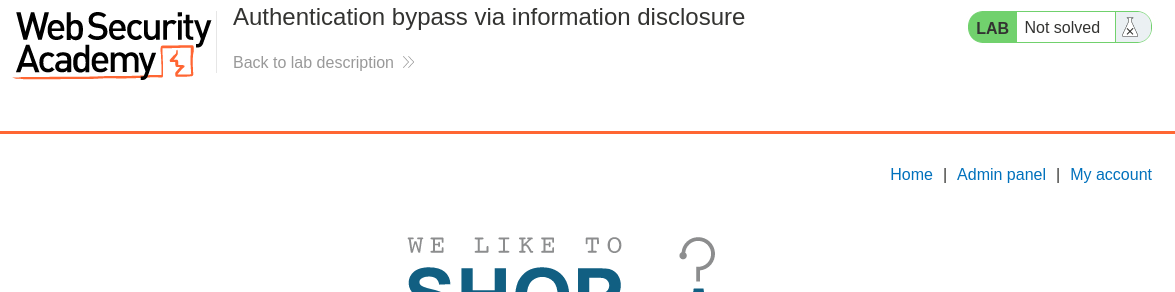 Web Security
Academy
Authentication bypass via information disclosure
Back to lab description
LAB Not solved
Home | Admin panel | My account
WE LIKE TO
SHOP